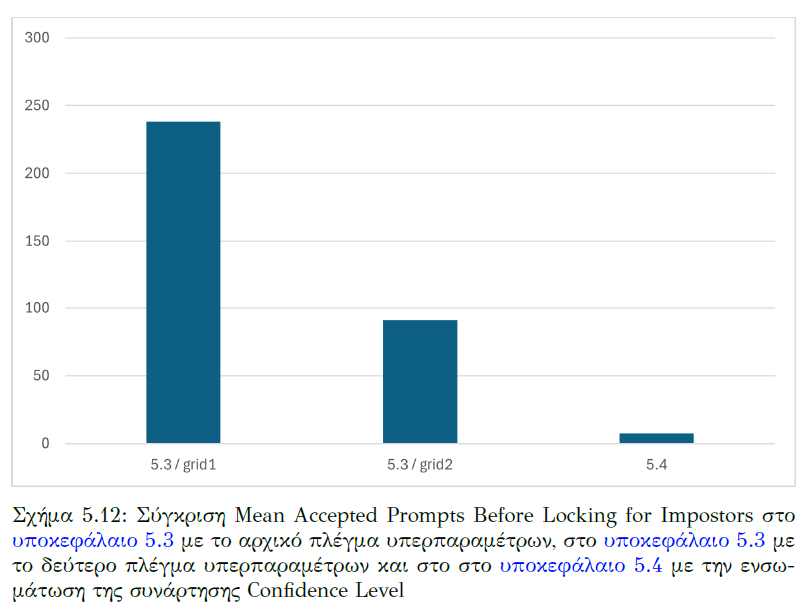 300
250
200
150
100
50
0
5.3 / grid1 5.3 / grid2 5.4
Σχήμα 5.12: Σύγκριση Mean Accepted Prompts Before Locking for Impostors στο
υποκεφάλαιο 5.3 με το αρχικό πλέγμα υπερπαραμέτρων, στο υποκεφάλαιο 5.3 με
το δεύτερο πλέγμα υπερπαραμέτρων και στο στο υποκεφάλαιο 5.4 με την ενσω-
μάτωση της συνάρτησης Confidence Level